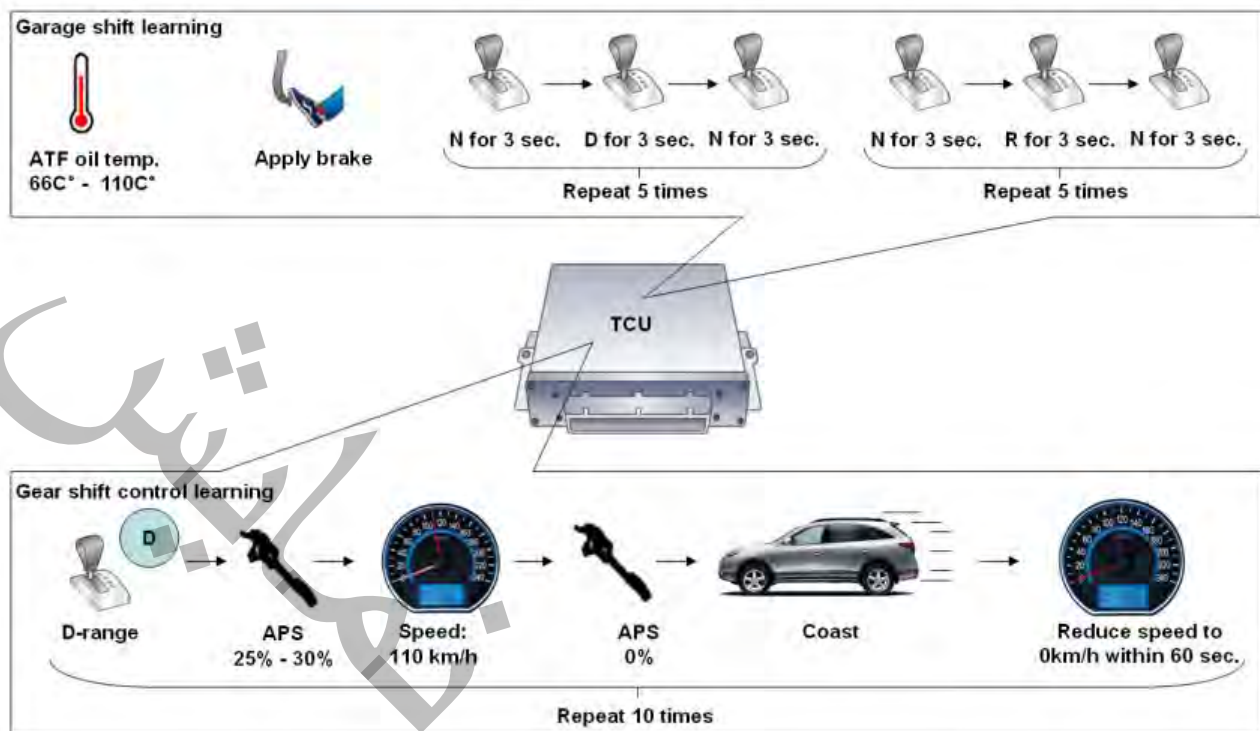 Garage shift learning
ATF oil temp.
66C° - 110C°
Apply brake
N for 3 sec. D for 3 sec. N for 3 sec.
Repeat 5 times
N for 3 sec. R for 3 sec. N for 3 sec.
Repeat 5 times
TCU
Gear shift control learning
D
D-range
APS
25% - 30%
Speed:
110 km/h
APS
0%
Coast
Reduce speed to
0km/h within 60 sec.
Repeat 10 times